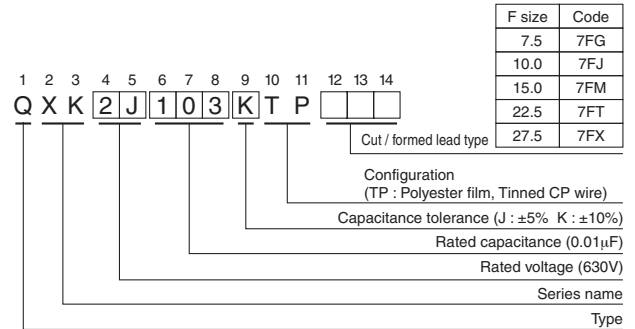 F size Code
7.5 7FG
10.0 7FJ
15.0 7FM
22.5 7FT
27.5 7FX
1 2 3 4 5 6 7 8 9 10 11 12 13 14
Q X K 2 J 1 0 3 K T P
Cut / formed lead type
Configuration
(TP : Polyester film, Tinned CP wire)
Capacitance tolerance (J : ±5% K : ±10%)
Rated capacitance (0.01μF)
Rated voltage (630V)
Series name
Type